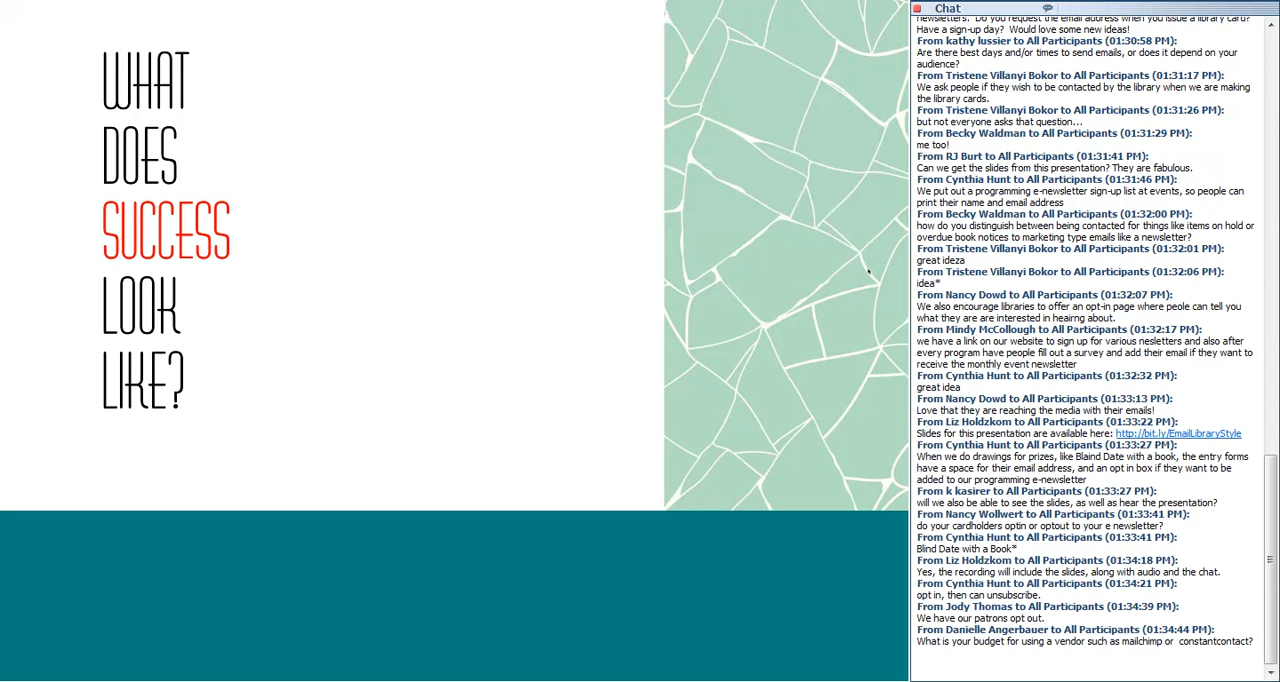 WHAT
DOES
SUCCESS
LOOK
LIKE?
Chat
newsletters. Do you request the email address when you issue a library card?
Have a sign-up day? Would love some new ideas!
From kathy lussier to All Participants (01:30:58 PM):
Are there best days and/or times to send emails, or does it depend on your
audience?
From Tristene Villanyi Bokor to All Participants (01:31:17 PM):
We ask people if they wish to be contacted by the library when we are making
the library cards.
From Tristene Villanyi Bokor to All Participants (01:31:26 PM):
but not everyone asks that question...
From Becky Waldman to All Participants (01:31:29 PM):
me too!
From RJ Burt to All Participants (01:31:41 PM):
Can we get the slides from this presentation? They are fabulous.
From Cynthia Hunt to All Participants (01:31:46 PM):
We put out a programming e-newsletter sign-up list at events, so people can
print their name and email address
From Becky Waldman to All Participants (01:32:00 PM):
how do you distinguish between being contacted for things like items on hold or
overdue book notices to marketing type emails like a newsletter?
From Tristene Villanyi Bokor to All Participants (01:32:01 PM):
great ideza
From Tristene Villanyi Bokor to All Participants (01:32:06 PM):
idea*
From Nancy Dowd to All Participants (01:32:07 PM):
We also encourage libraries to offer an opt-in page where peole can tell you
what they are are interested in heairng about.
From Mindy McCollough to All Participants (01:32:17 PM):
we have a link on our website to sign up for various nesletters and also after
every program have people fill out a survey and add their email if they want to
receive the monthly event newsletter
From Cynthia Hunt to All Participants (01:32:32 PM):
great idea
From Nancy Dowd to All Participants (01:33:13 PM):
Love that they are reaching the media with their emails!
From Liz Holdzkom to All Participants (01:33:22 PM):
Slides for this presentation are available here: http://bit.ly/EmailLibraryStyle
From Cynthia Hunt to All Participants (01:33:27 PM):
When we do drawings for prizes, like Blaind Date with a book, the entry forms
have a space for their email address, and an opt in box if they want to be
added to our programming e-newsletter
From k kasirer to All Participants (01:33:27 PM):
will we also be able to see the slides, as well as hear the presentation?
From Nancy Wollwert to All Participants (01:33:41 PM):
do your cardholders optin or optout to your e newsletter?
From Cynthia Hunt to All Participants (01:33:41 PM):
Blind Date with a Book*
From Liz Holdzkom to All Participants (01:34:18 PM):
Yes, the recording will include the slides, along with audio and the chat.
From Cynthia Hunt to All Participants (01:34:21 PM):
opt in, then can unsubscribe.
From Jody Thomas to All Participants (01:34:39 PM):
We have our patrons opt out.
From Danielle Angerbauer to All Participants (01:34:44 PM):
What is your budget for using a vendor such as mailchimp or constantcontact?